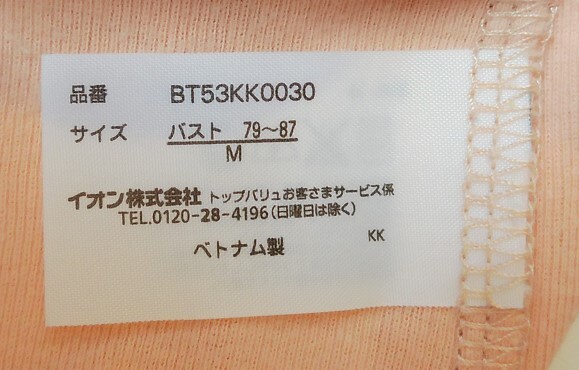 品番 BT53KK0030
サイズ バスト 79～87
M
イオン株式会社 トップバリュお客さまサービス係
TEL.0120-28-4196(日曜日は除く)
ベトナム製 KK